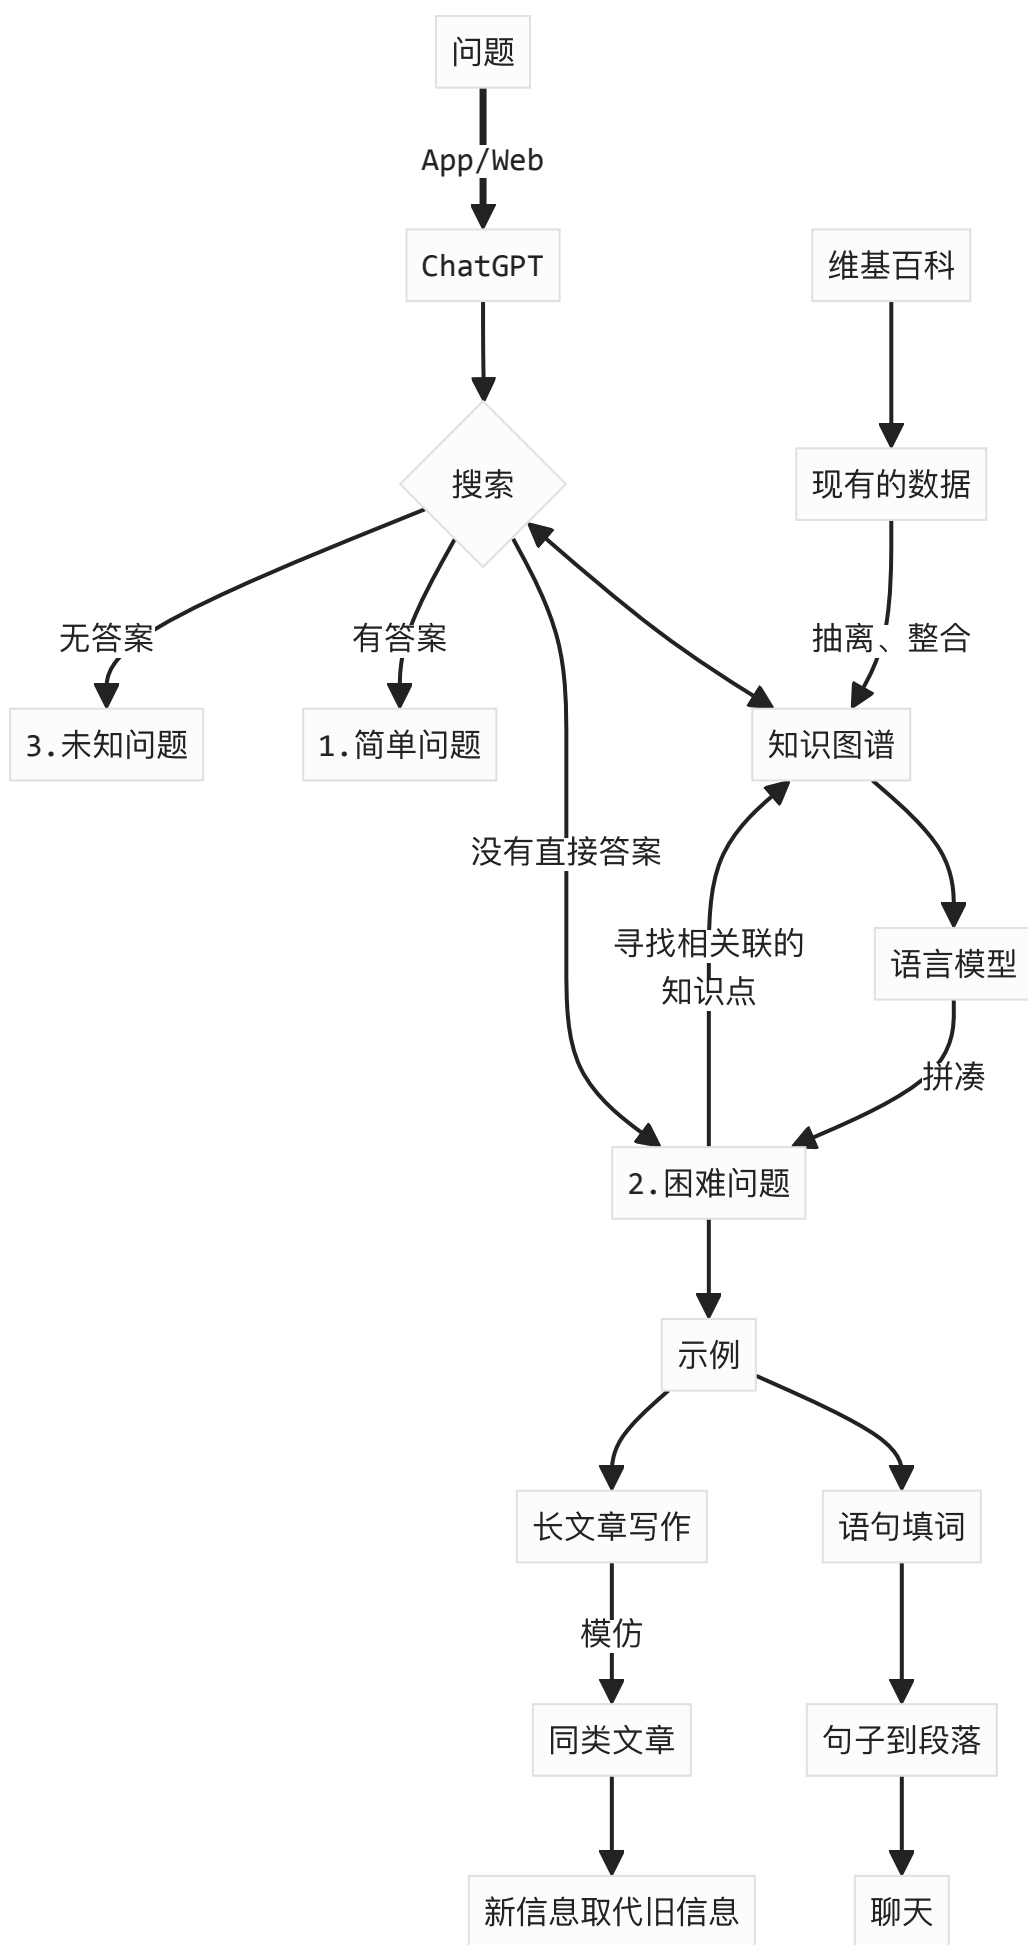 问题
App/Web
ChatGPT
维基百科
搜索
现有的数据
无答案
有答案
抽离、整合
3.未知问题
1.简单问题
知识图谱
没有直接答案
寻找相关联的
知识点
语言模型
拼凑
2.困难问题
示例
长文章写作
语句填词
模仿
同类文章
句子到段落
新信息取代旧信息
聊天